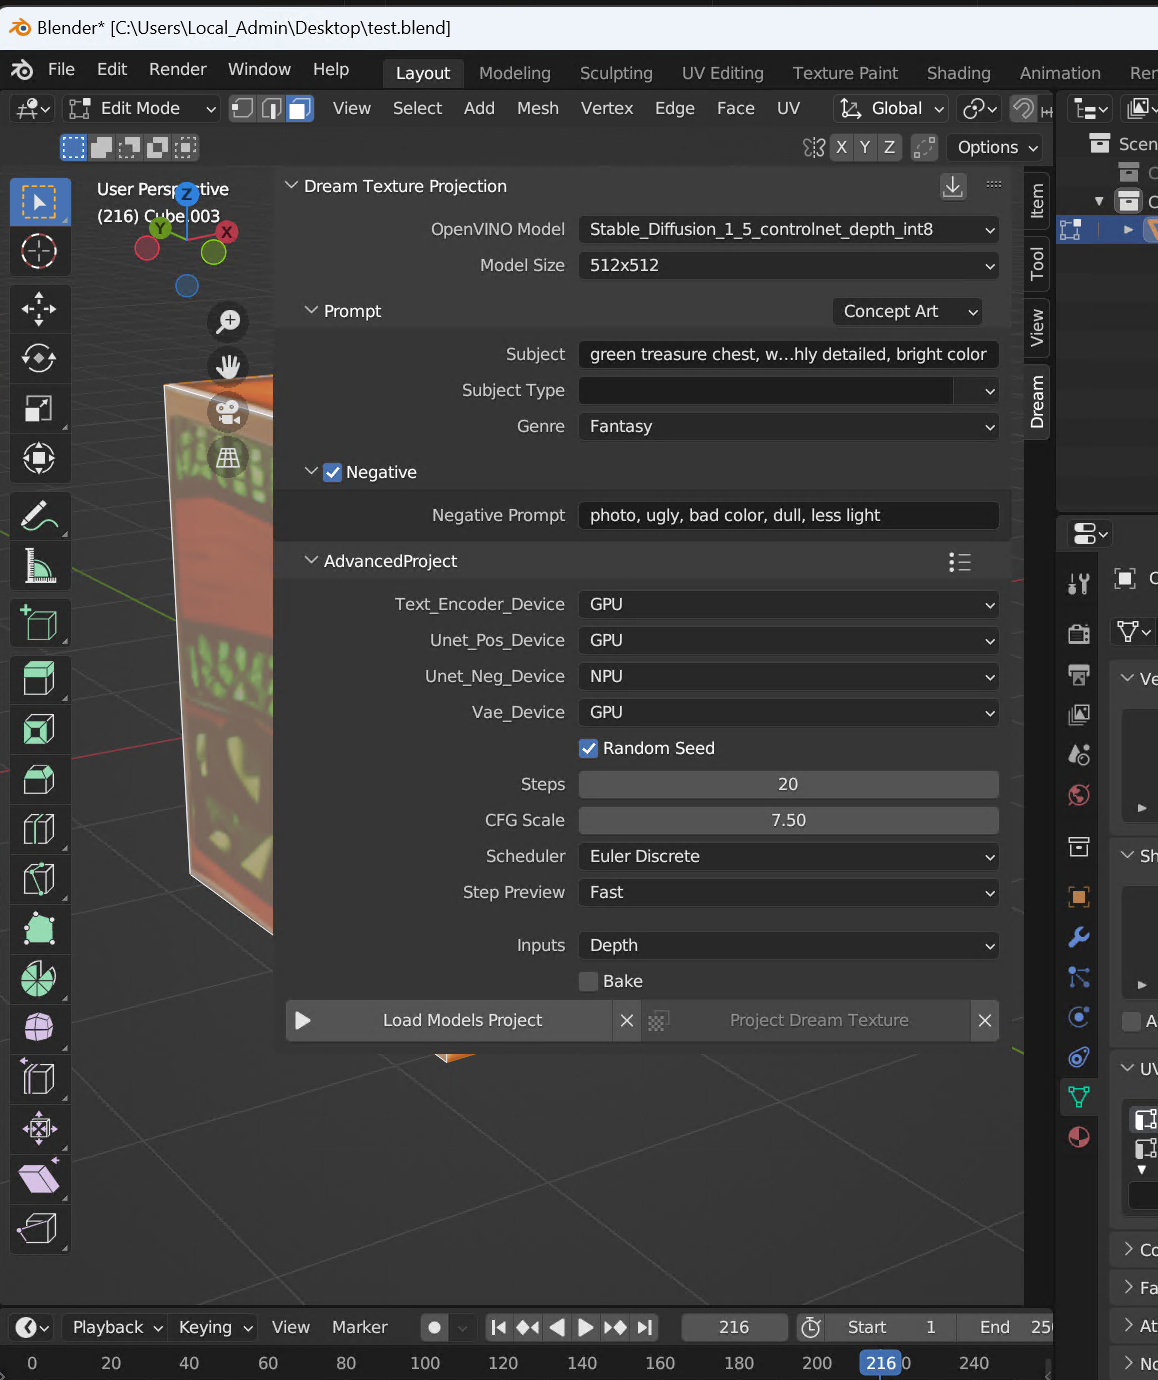 Blender* [C:\Users\Local_Admin\Desktop\test.blend]
File Edit Render Window Help Layout Modeling Sculpting UV Editing Texture Paint Shading Animation Ren
Edit Mode View Select Add Mesh Vertex Edge Face UV Global
X Y Z Options
Scen
User Perspective
(216) Cube.003
Z
Y
X
Dream Texture Projection
OpenVINO Model Stable_Diffusion_1_5_controlnet_depth_int8
Model Size 512x512
Prompt Concept Art
Subject green treasure chest, w...hly detailed, bright color
Subject Type
Genre Fantasy
Negative
Negative Prompt photo, ugly, bad color, dull, less light
AdvancedProject
Text_Encoder_Device GPU
Unet_Pos_Device GPU
Unet_Neg_Device NPU
Vae_Device GPU
Random Seed
Steps 20
CFG Scale 7.50
Scheduler Euler Discrete
Step Preview Fast
Inputs Depth
Bake
Load Models Project Project Dream Texture
Item
Tool
View
Dream
Ve
Sh
A
UV
Co
Fa
At
No
Playback Keying View Marker 216 Start 1 End 25
0 20 40 60 80 100 120 140 160 180 200 216 0 240